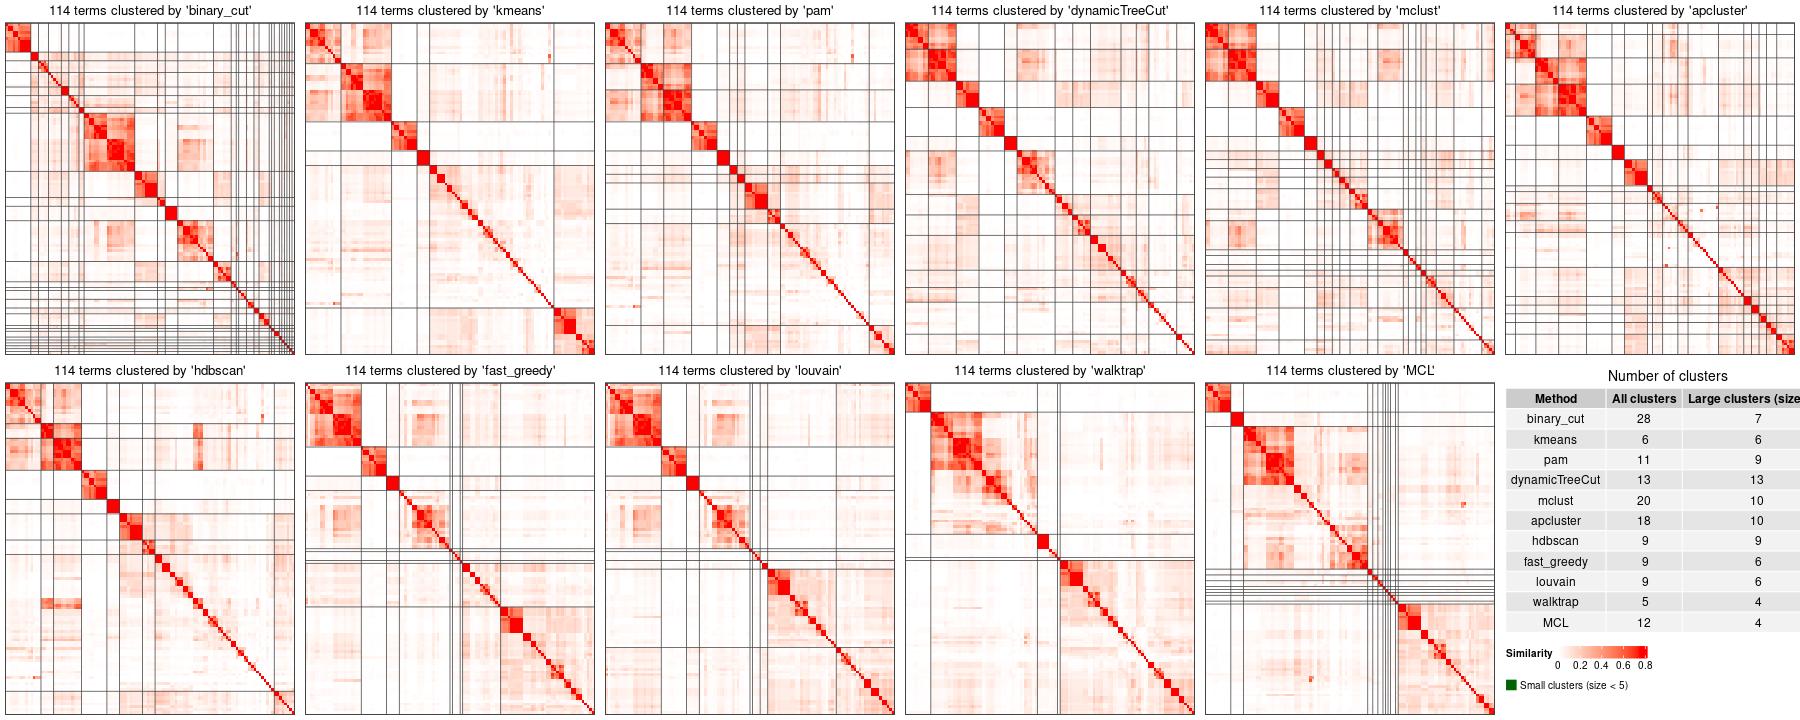 114 terms clustered by 'binary_cut'
114 terms clustered by 'kmeans'
114 terms clustered by 'pam'
114 terms clustered by 'dynamicTreeCut'
114 terms clustered by 'mclust'
114 terms clustered by 'apcluster'
114 terms clustered by 'hdbscan'
114 terms clustered by 'fast_greedy'
114 terms clustered by 'louvain'
114 terms clustered by 'walktrap'
114 terms clustered by 'MCL'
Number of clusters
Method All clusters Large clusters (size
binary_cut 28 7
kmeans 6 6
pam 11 9
dynamicTreeCut 13 13
mclust 20 10
apcluster 18 10
hdbscan 9 9
fast_greedy 9 6
louvain 9 6
walktrap 5 4
MCL 12 4
Similarity
0 0.2 0.4 0.6 0.8
Small clusters (size < 5)